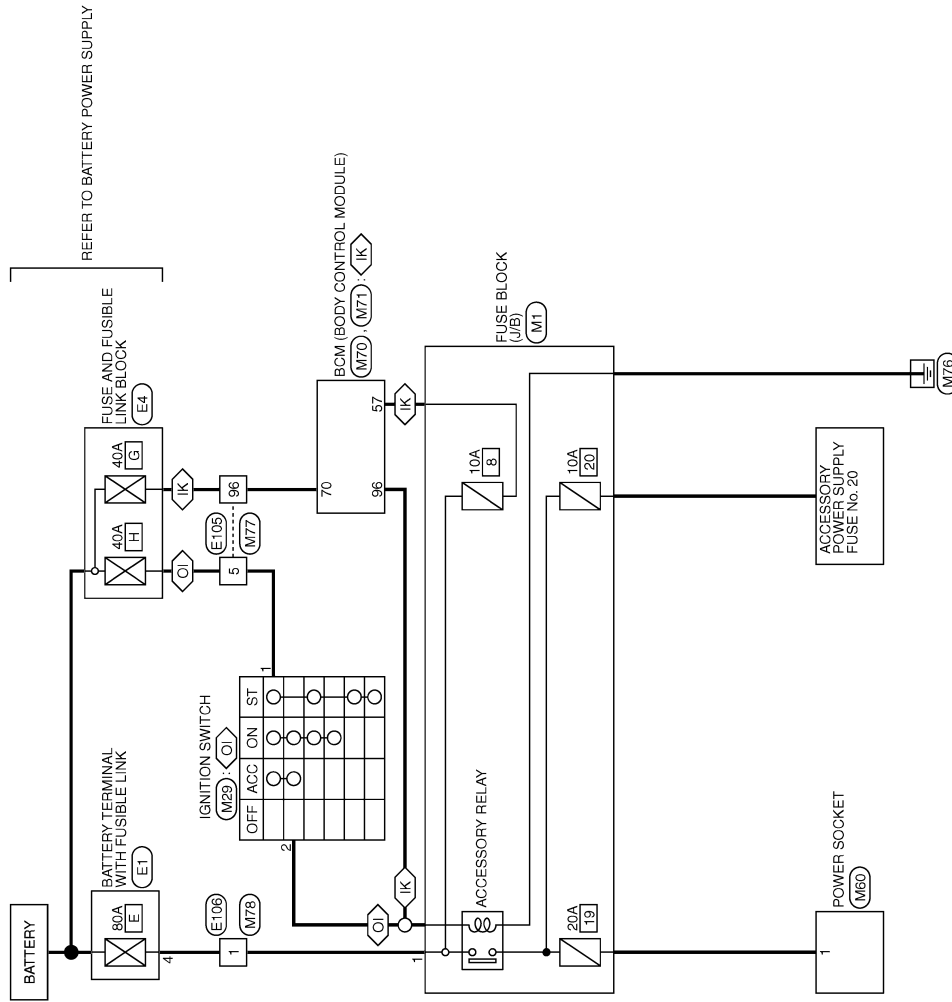 REFER TO BATTERY POWER SUPPLY
BATTERY
BATTERY TERMINAL
WITH FUSIBLE LINK
E1
80A
E
4
FUSE AND FUSIBLE
LINK BLOCK
E4
40A
H
40A
G
OI
IK
E106
1
M78
E105
5
96
M77
IGNITION SWITCH
M29 : OI
OFF ACC ON ST
1
2
BCM (BODY CONTROL MODULE)
M70 , M71 : IK
70
96
57
OI
IK
IK
1
FUSE BLOCK
(J/B)
M1
ACCESSORY RELAY
10A
8
20A
19
10A
20
POWER SOCKET
M60
1
ACCESSORY
POWER SUPPLY
FUSE No. 20
M76